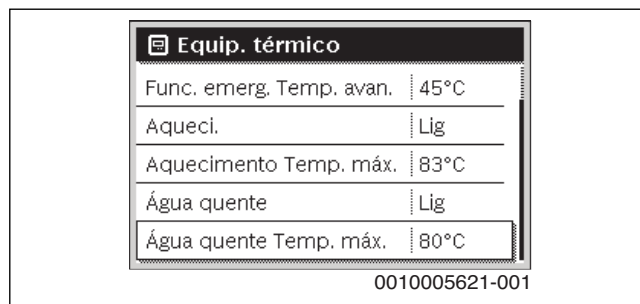 Equip. térmico
Func. emerg. Temp. avan. 45°C
Aqueci. Lig
Aquecimento Temp. máx. 83°C
Água quente Lig
Água quente Temp. máx. 80°C
0010005621-001